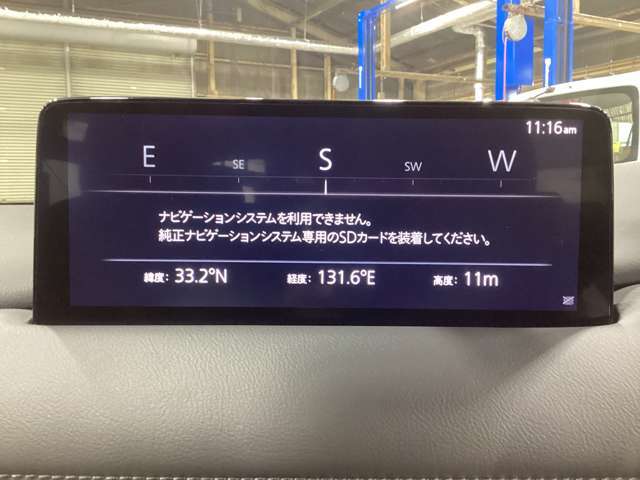 11:16am
E SE S SW W
ナビゲーションシステムを利用できません。
純正ナビゲーションシステム専用のSDカードを装着してください。
緯度: 33.2°N 経度: 131.6°E 高度: 11m